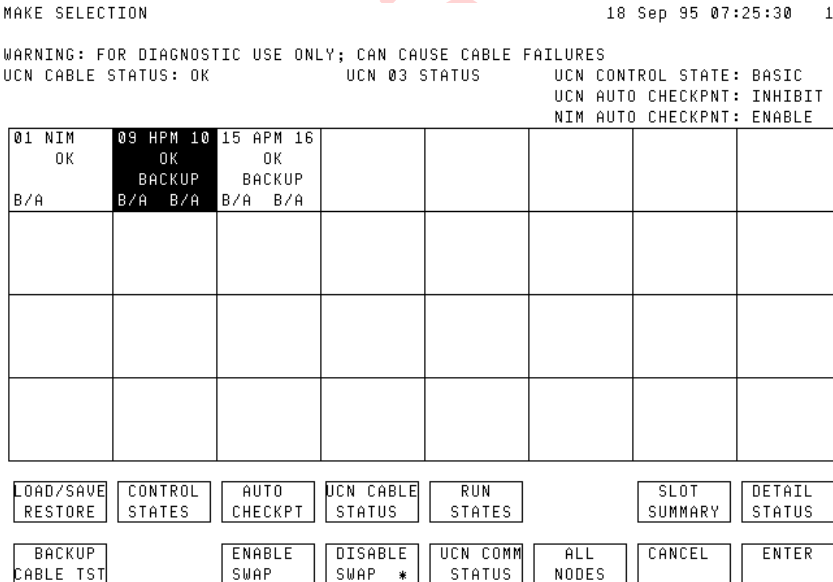 MAKE SELECTION 18 Sep 95 07:25:30 1
WARNING: FOR DIAGNOSTIC USE ONLY; CAN CAUSE CABLE FAILURES
UCN CABLE STATUS: OK UCN 03 STATUS UCN CONTROL STATE: BASIC
UCN AUTO CHECKPNT: INHIBIT
NIM AUTO CHECKPNT: ENABLE
01 NIM 09 HPM 10 15 APM 16
OK OK OK
BACKUP BACKUP
B/A B/A B/A B/A B/A
LOAD/SAVE CONTROL AUTO UCN CABLE RUN SLOT DETAIL
RESTORE STATES CHECKPT STATUS STATES SUMMARY STATUS
BACKUP ENABLE DISABLE UCN COMM ALL CANCEL ENTER
CABLE TST SWAP SWAP * STATUS NODES